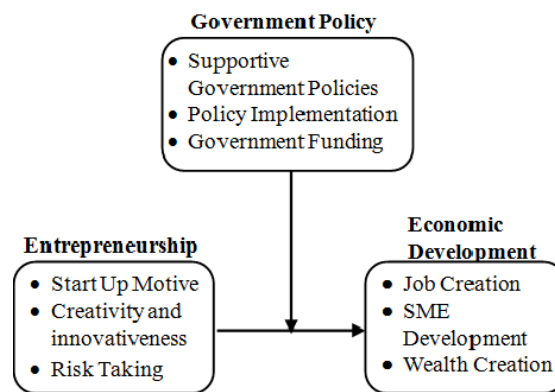 Government Policy
• Supportive
Government Policies
• Policy Implementation
• Government Funding
Entrepreneurship
• Start Up Motive
• Creativity and
innovativeness
• Risk Taking
Economic
Development
• Job Creation
• SME
Development
• Wealth Creation